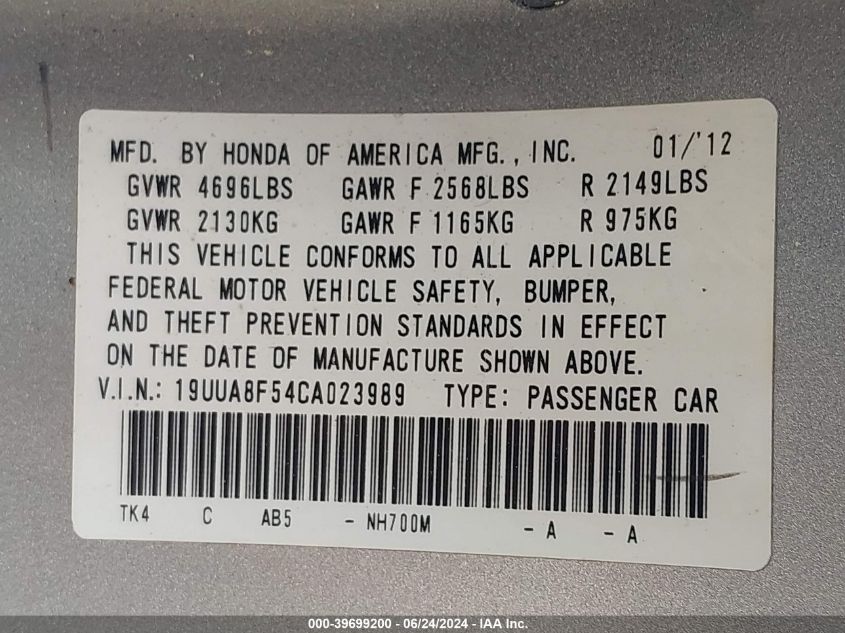 MFD. BY HONDA OF AMERICA MFG., INC. 01/'12
GVWR 4696LBS GAWR F 2568LBS R 2149LBS
GVWR 2130KG GAWR F 1165KG R 975KG
THIS VEHICLE CONFORMS TO ALL APPLICABLE
FEDERAL MOTOR VEHICLE SAFETY, BUMPER,
AND THEFT PREVENTION STANDARDS IN EFFECT
ON THE DATE OF MANUFACTURE SHOWN ABOVE.
V.I.N.: 19UUA8F54CA023989 TYPE: PASSENGER CAR
TK4 C AB5 - NH700M - A - A
000-39699200 - 06/24/2024 - IAA Inc.